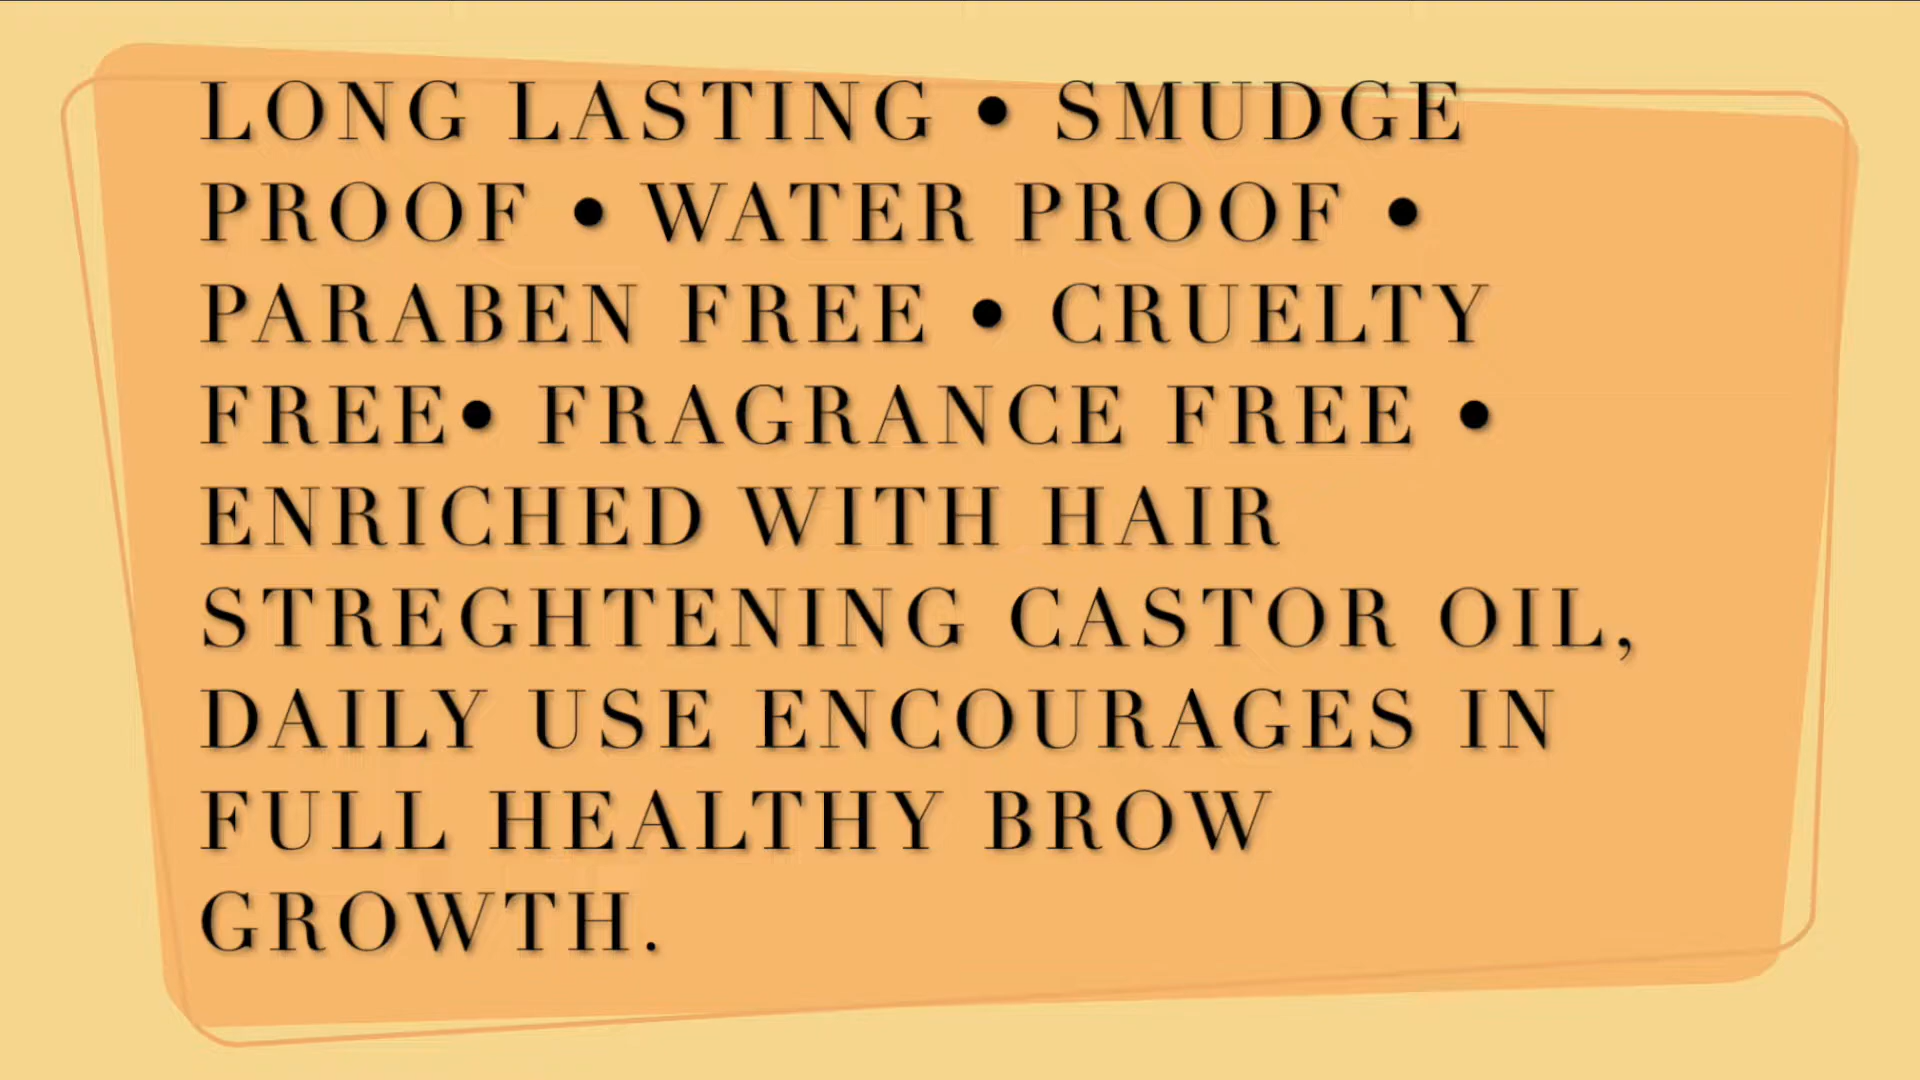 LONG LASTING • SMUDGE
PROOF • WATER PROOF •
PARABEN FREE • CRUELTY
FREE• FRAGRANCE FREE •
ENRICHED WITH HAIR
STREGHTENING CASTOR OIL,
DAILY USE ENCOURAGES IN
FULL HEALTHY BROW
GROWTH.